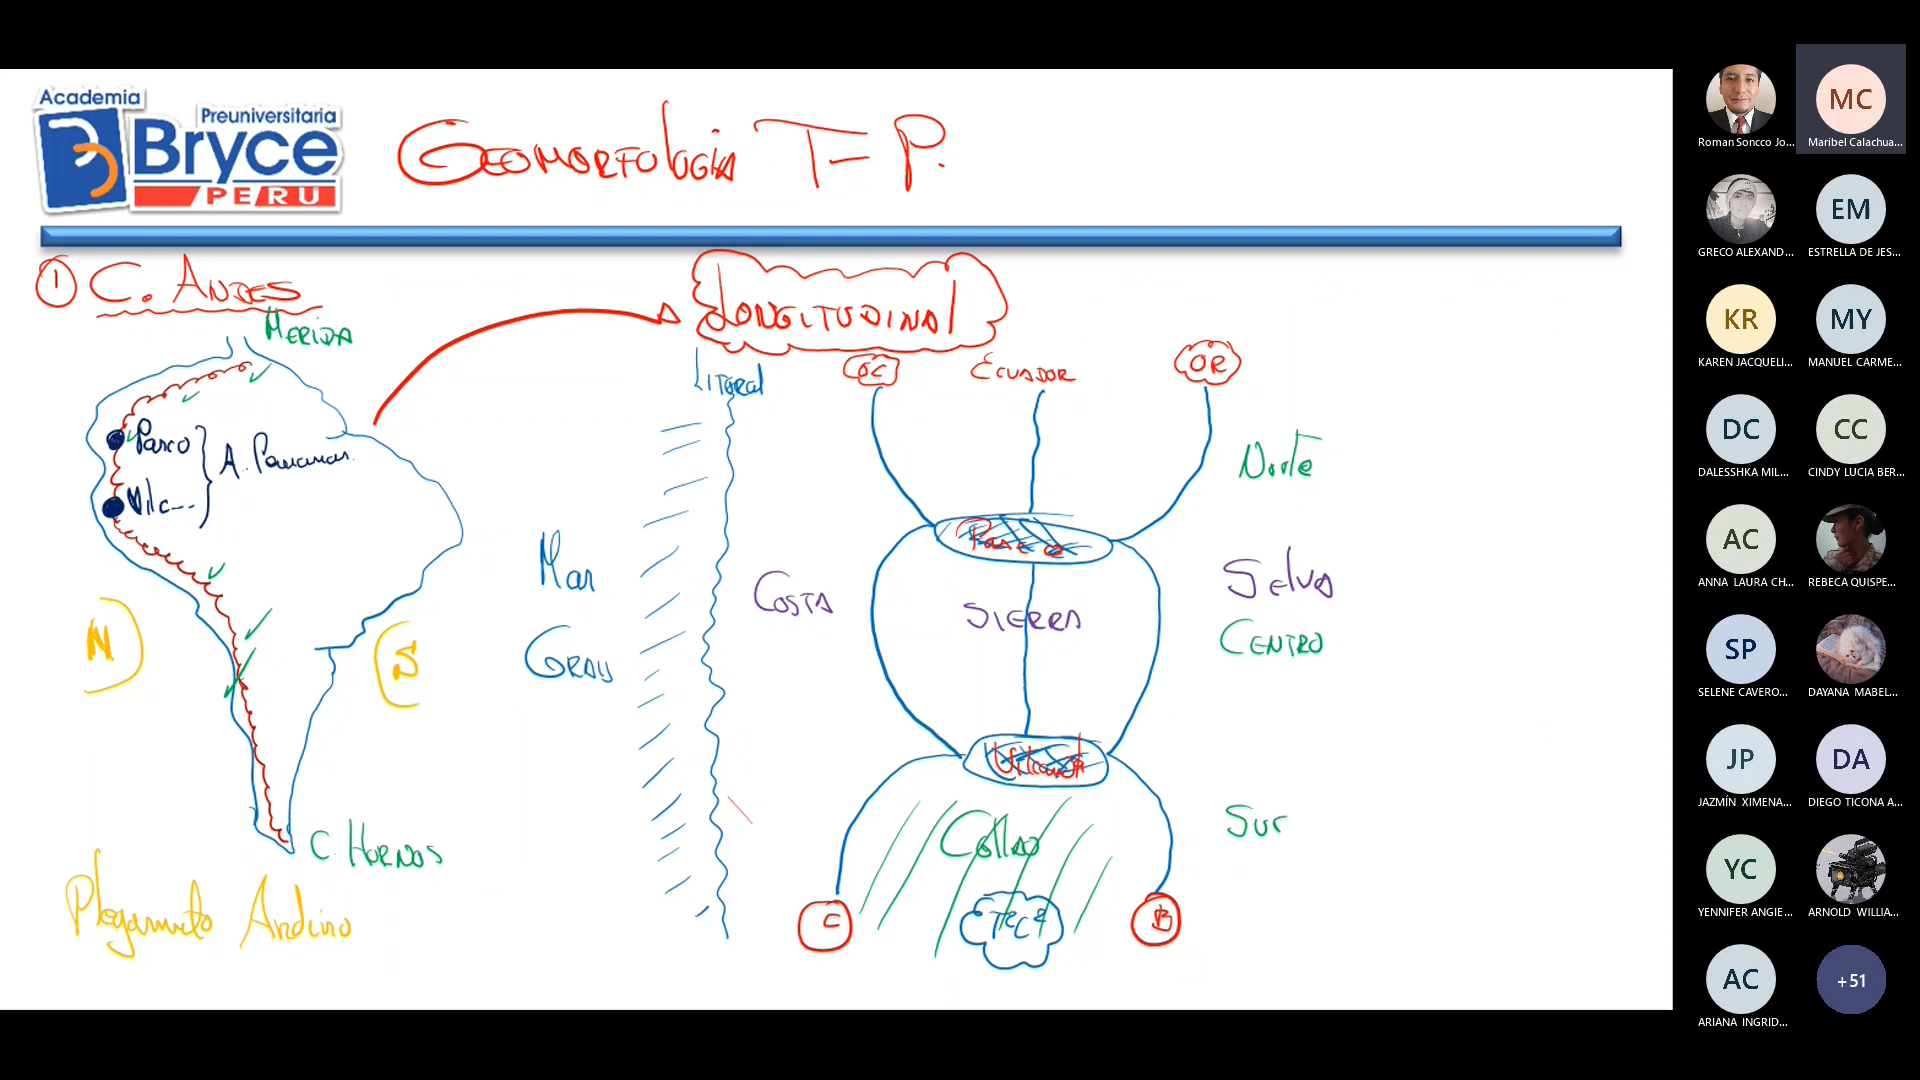 Academia
Preuniversitaria
Bryce
PERU
GEOMORFOLOGIA T-P.
1 C. ANDES
MERIDA
Pasco
Vilc...
N
S
C. HORNOS
Plegamiento Andino
LONGITUDINAL
LITORAL
OC
ECUADOR
OR
Norte
MAR
GRAU
COSTA
SIERRA
Selva
CENTRO
Collao
Sur
C
B
Roman Soncco Jo...
MC
Maribel Calachua...
GRECO ALEXAND...
EM
ESTRELLA DE JES...
KR
KAREN JACQUELI...
MY
MANUEL CARME...
DC
DALESSHKA MIL...
CC
CINDY LUCIA BER...
AC
ANNA LAURA CH...
REBECA QUISPE...
SP
SELENE CAVERO...
DAYANA MABEL...
JP
JAZMÍN XIMENA...
DA
DIEGO TICONA A...
YC
YENNIFER ANGIE...
ARNOLD WILLIA...
AC
ARIANA INGRID...
+51